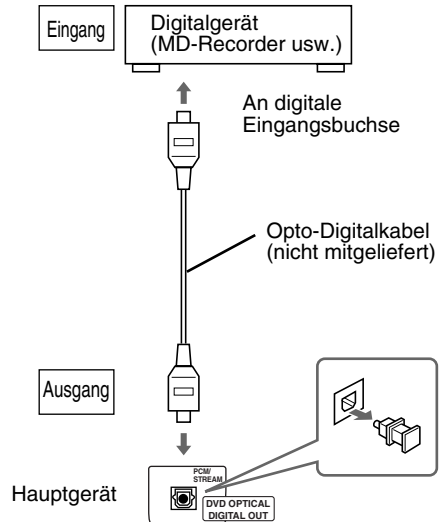 Eingang
Digitalgerät
(MD-Recorder usw.)
An digitale
Eingangsbuchse
Opto-Digitalkabel
(nicht mitgeliefert)
Ausgang
PCM/
STREAM
Hauptgerät
DVD OPTICAL
DIGITAL OUT